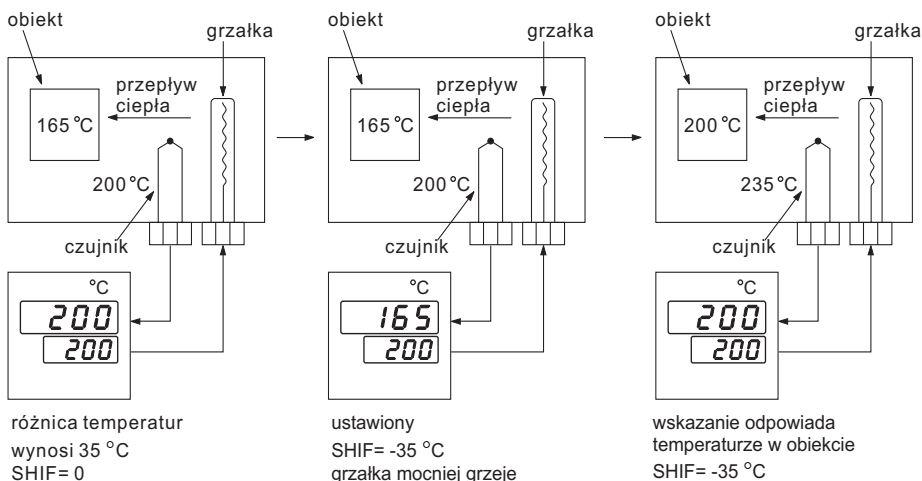 obiekt
grzałka
przepływ
ciepła
165 °C
200 °C
czujnik
°C
200
200
różnica temperatur
wynosi 35 °C
SHIF= 0
obiekt
grzałka
przepływ
ciepła
165 °C
200 °C
czujnik
°C
165
200
ustawiony
SHIF= -35 °C
grzałka mocniej grzeje
obiekt
grzałka
przepływ
ciepła
200 °C
235 °C
czujnik
°C
200
200
wskazanie odpowiada
temperaturze w obiekcie
SHIF= -35 °C